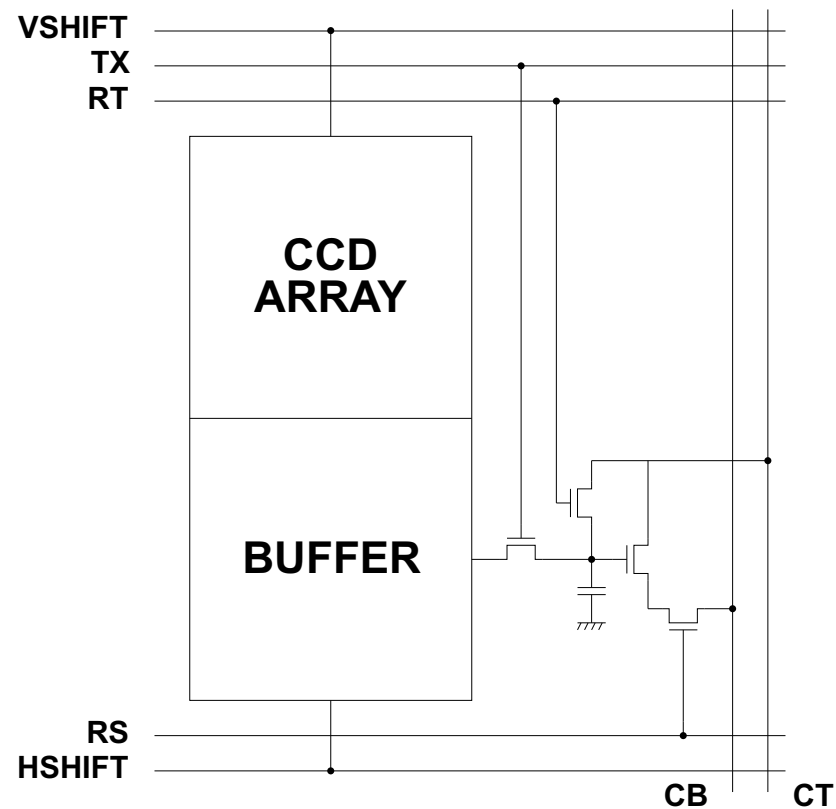 VSHIFT
TX
RT
CCD
ARRAY
BUFFER
RS
HSHIFT
CB CT